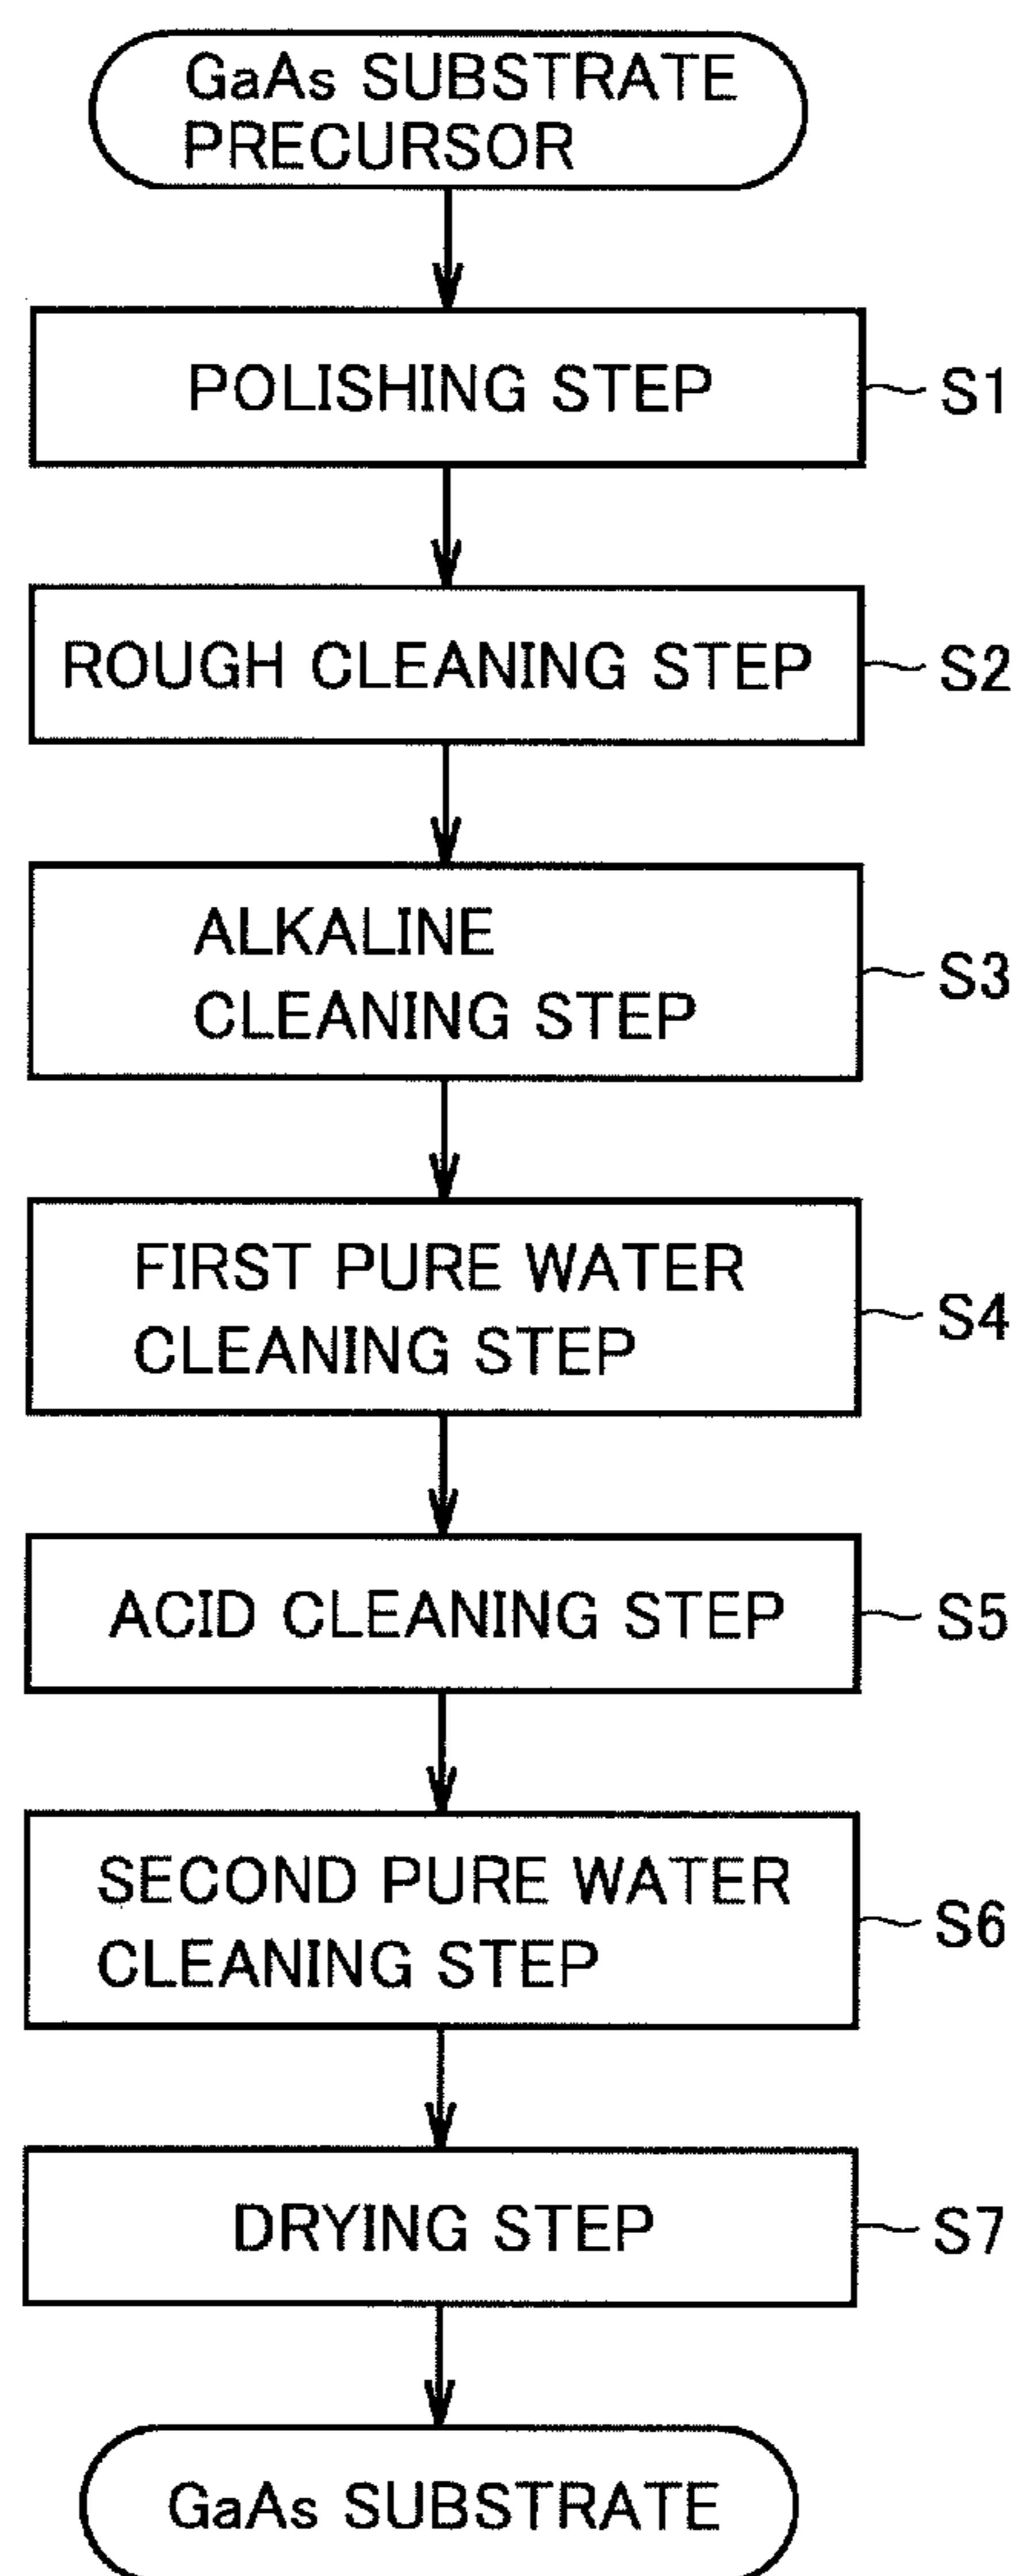 GaAs SUBSTRATE
PRECURSOR
POLISHING STEP
S1
ROUGH CLEANING STEP
S2
ALKALINE
CLEANING STEP
S3
FIRST PURE WATER
CLEANING STEP
S4
ACID CLEANING STEP
S5
SECOND PURE WATER
CLEANING STEP
S6
DRYING STEP
S7
GaAs SUBSTRATE